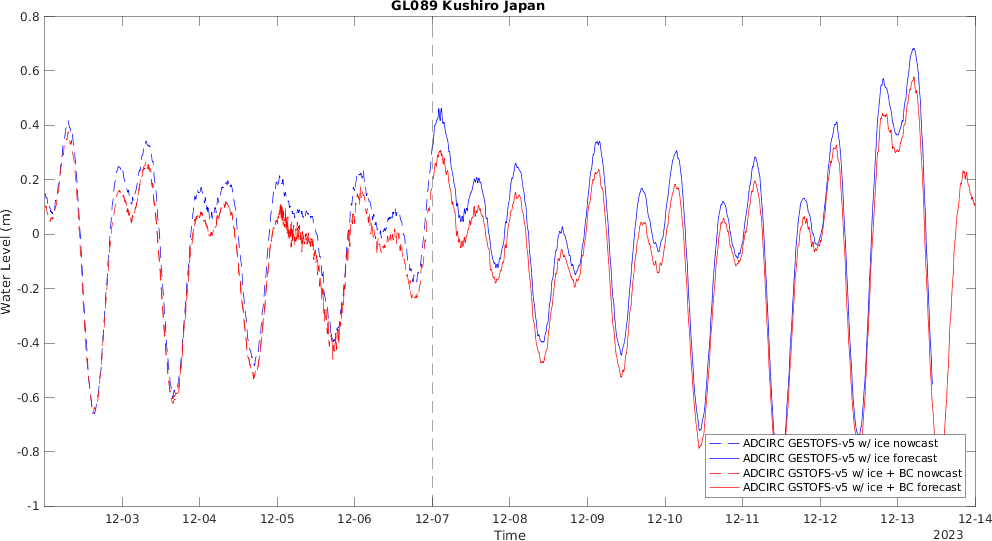 GL089 Kushiro Japan
0.8
0.6
0.4
0.2
0
-0.2
-0.4
-0.6
-0.8
-1
Water Level (m)
ADCIRC GESTOFS-v5 w/ ice nowcast
ADCIRC GESTOFS-v5 w/ ice forecast
ADCIRC GSTOFS-v5 w/ ice + BC nowcast
ADCIRC GSTOFS-v5 w/ ice + BC forecast
12-03 12-04 12-05 12-06 12-07 12-08 12-09 12-10 12-11 12-12 12-13 12-14
Time
2023